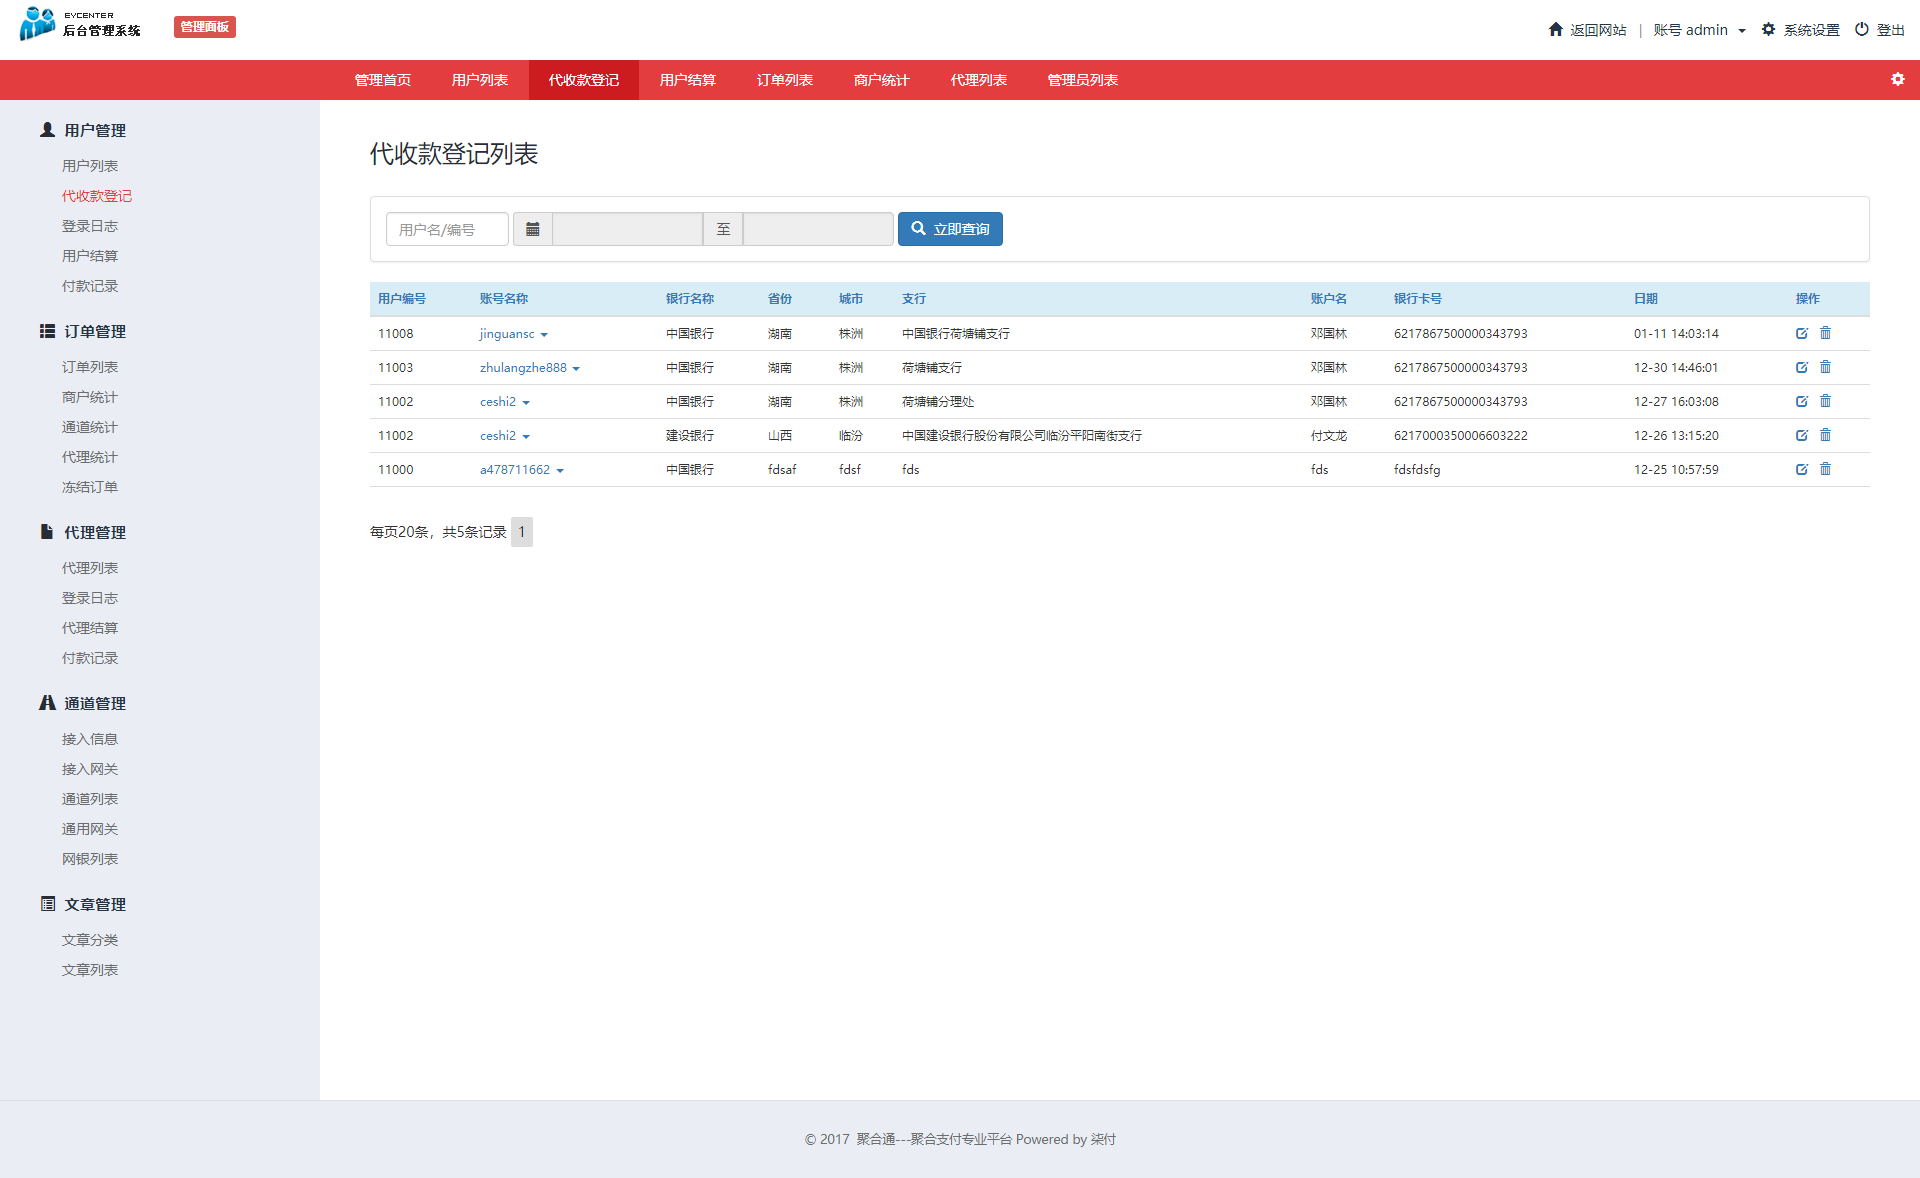 EYCENTER
后台管理系统
管理面板
返回网站 | 账号 admin 系统设置 登出
管理首页 用户列表 代收款登记 用户结算 订单列表 商户统计 代理列表 管理员列表
用户管理
用户列表
代收款登记
登录日志
用户结算
付款记录
订单管理
订单列表
商户统计
通道统计
代理统计
冻结订单
代理管理
代理列表
登录日志
代理结算
付款记录
通道管理
接入信息
接入网关
通道列表
通用网关
网银列表
文章管理
文章分类
文章列表
代收款登记列表
用户名/编号 至 立即查询
用户编号 账号名称 银行名称 省份 城市 支行 账户名 银行卡号 日期 操作
11008 jinguansc 中国银行 湖南 株洲 中国银行荷塘铺支行 邓国林 6217867500000343793 01-11 14:03:14
11003 zhulangzhe888 中国银行 湖南 株洲 荷塘铺支行 邓国林 6217867500000343793 12-30 14:46:01
11002 ceshi2 中国银行 湖南 株洲 荷塘铺分理处 邓国林 6217867500000343793 12-27 16:03:08
11002 ceshi2 建设银行 山西 临汾 中国建设银行股份有限公司临汾平阳南街支行 付文龙 6217000350006603222 12-26 13:15:20
11000 a478711662 中国银行 fdsaf fdsf fds fds fdsfdsfg 12-25 10:57:59
每页20条，共5条记录 1
© 2017 聚合通---聚合支付专业平台 Powered by 柒付